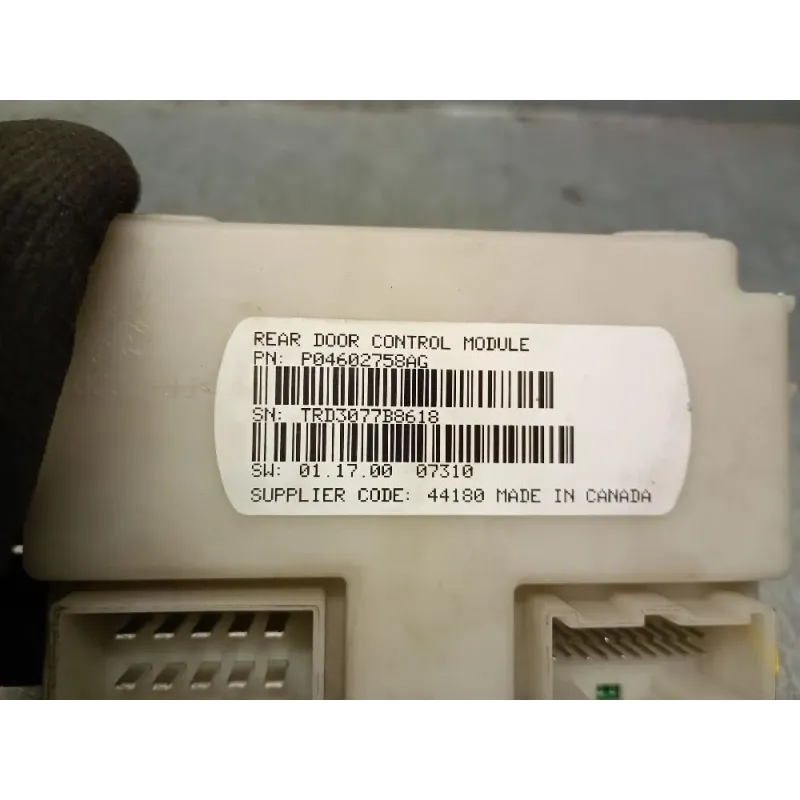 REAR DOOR CONTROL MODULE
PN: P04602758AG
SN: TRD3077B8618
SW: 01.17.00 07310
SUPPLIER CODE: 44180 MADE IN CANADA